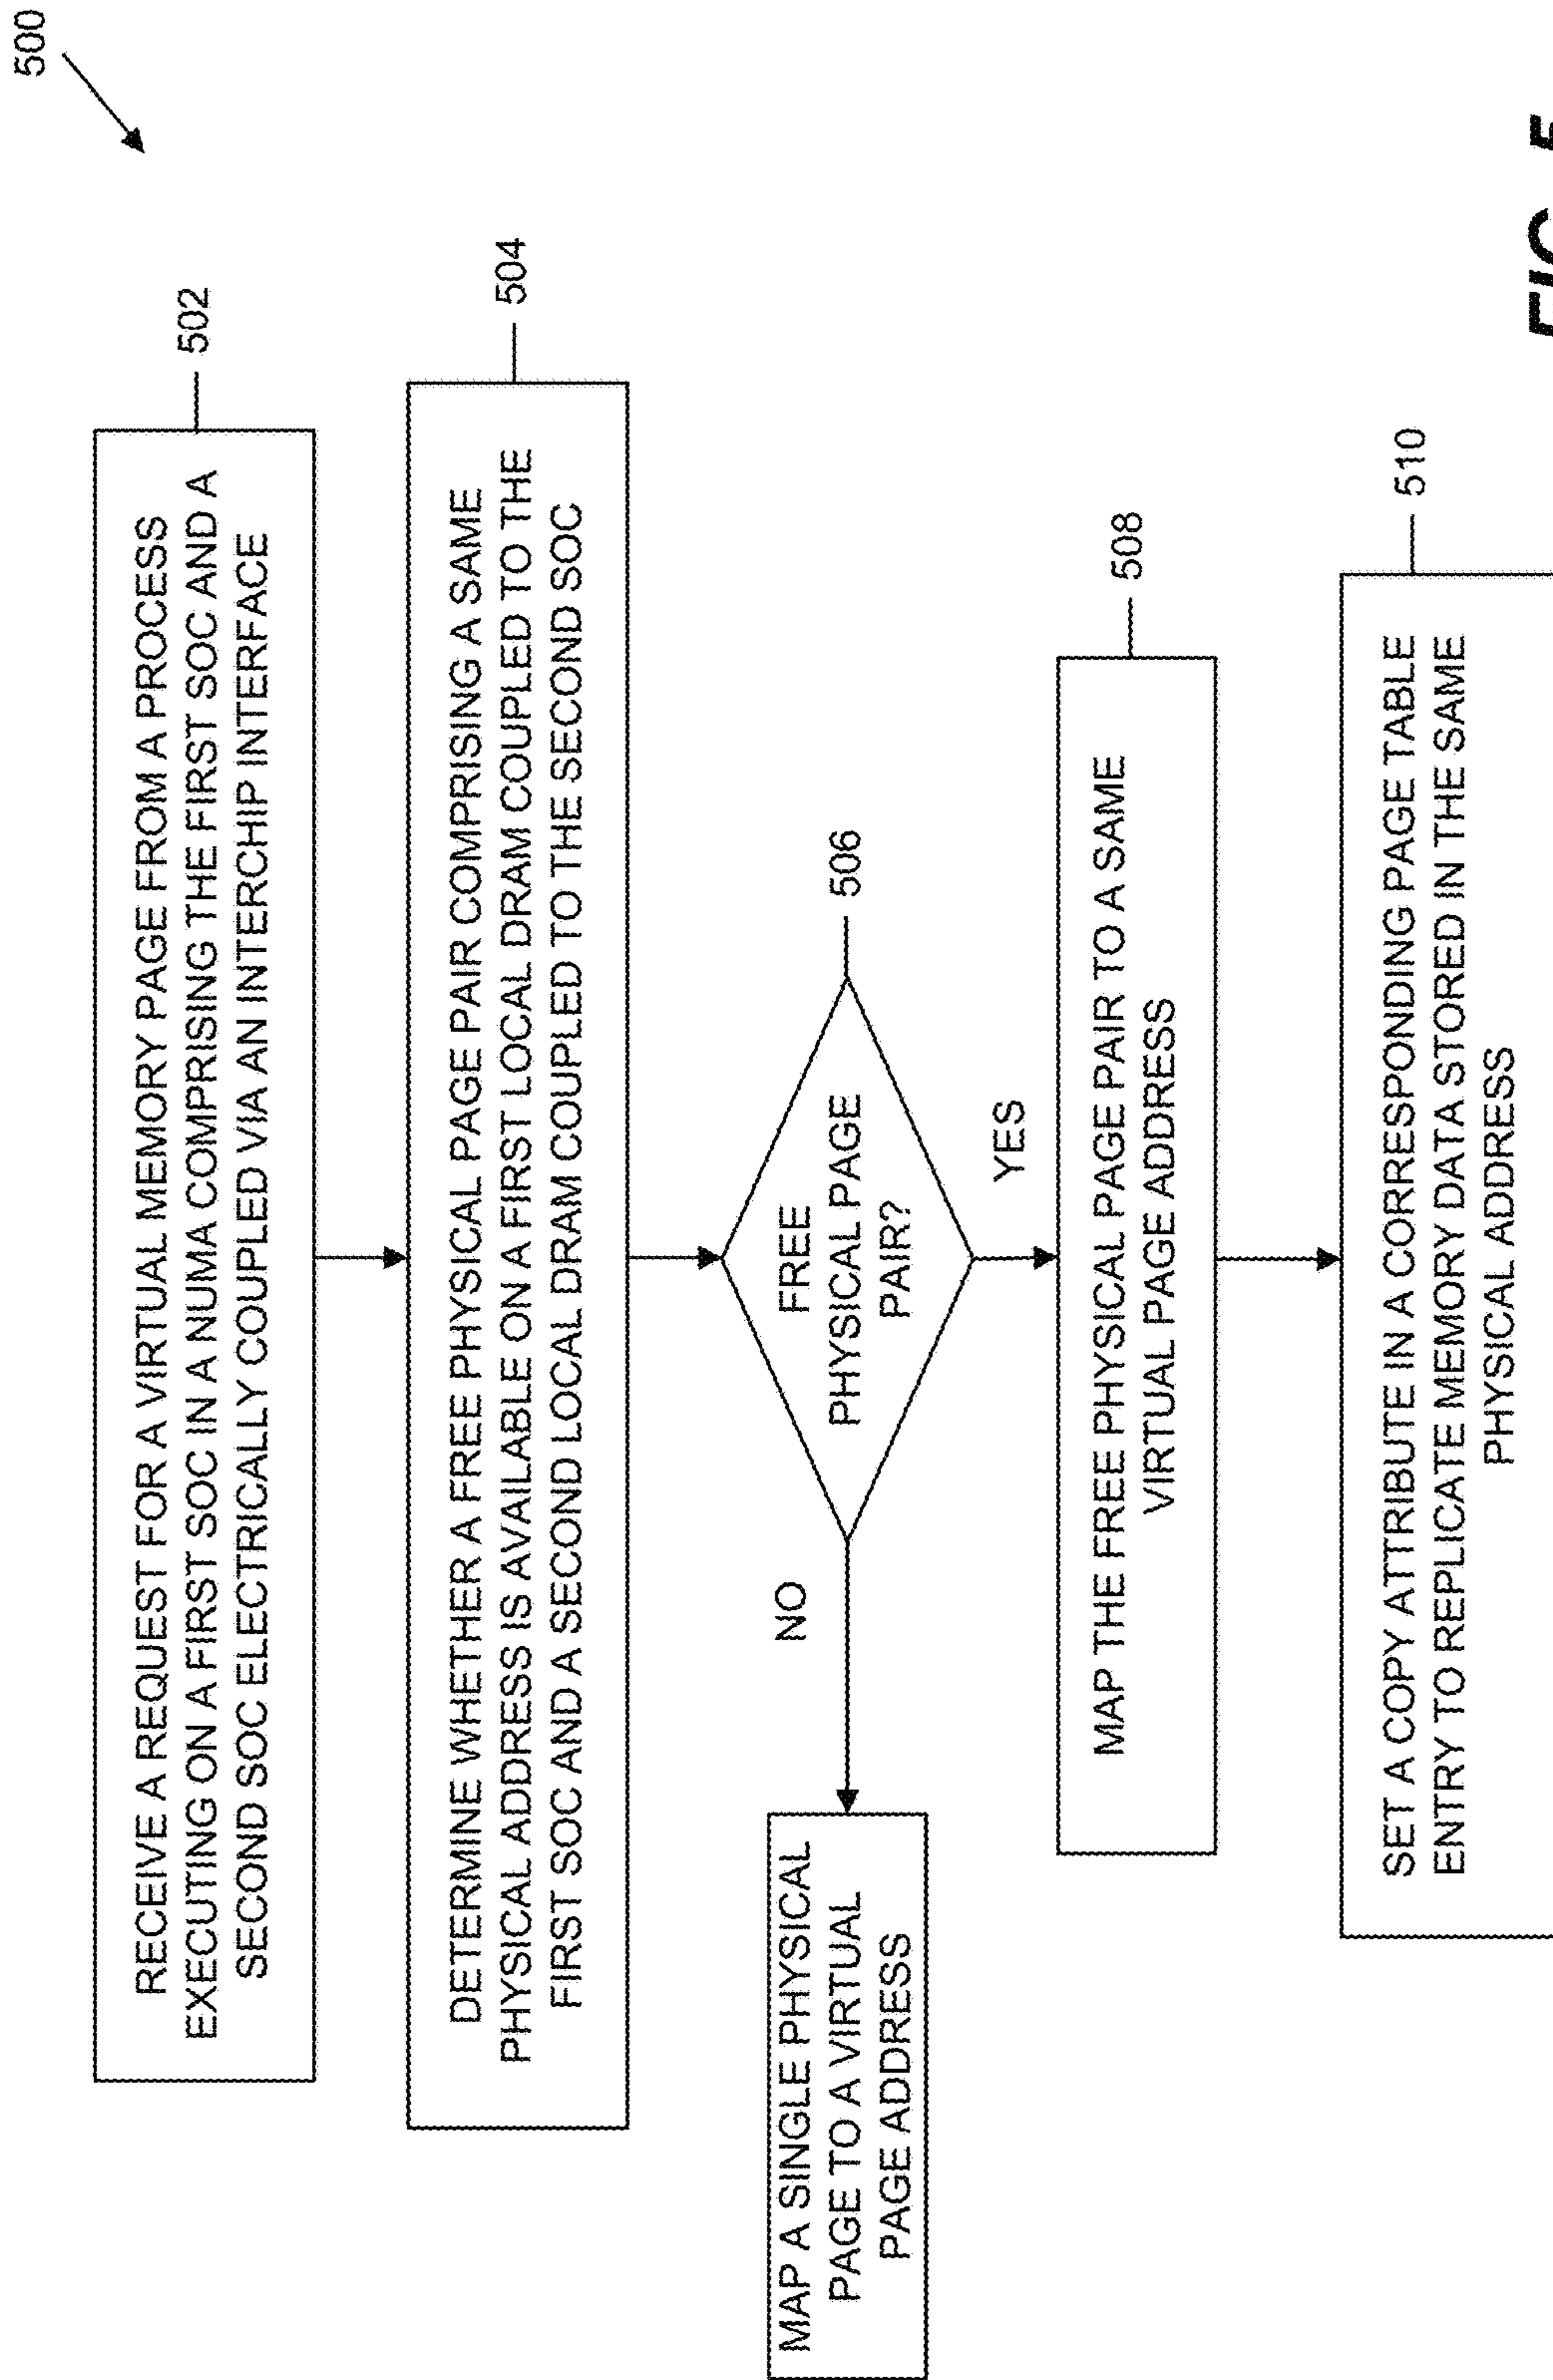 500
RECEIVE A REQUEST FOR A VIRTUAL MEMORY PAGE FROM A PROCESS
EXECUTING ON A FIRST SOC IN A NUMA COMPRISING THE FIRST SOC AND A
SECOND SOC ELECTRICALLY COUPLED VIA AN INTERCHIP INTERFACE
502
DETERMINE WHETHER A FREE PHYSICAL PAGE PAIR COMPRISING A SAME
PHYSICAL ADDRESS IS AVAILABLE ON A FIRST LOCAL DRAM COUPLED TO THE
FIRST SOC AND A SECOND LOCAL DRAM COUPLED TO THE SECOND SOC
504
FREE
PHYSICAL PAGE
PAIR?
506
NO
MAP A SINGLE PHYSICAL
PAGE TO A VIRTUAL
PAGE ADDRESS
YES
MAP THE FREE PHYSICAL PAGE PAIR TO A SAME
VIRTUAL PAGE ADDRESS
508
SET A COPY ATTRIBUTE IN A CORRESPONDING PAGE TABLE
ENTRY TO REPLICATE MEMORY DATA STORED IN THE SAME
PHYSICAL ADDRESS
510